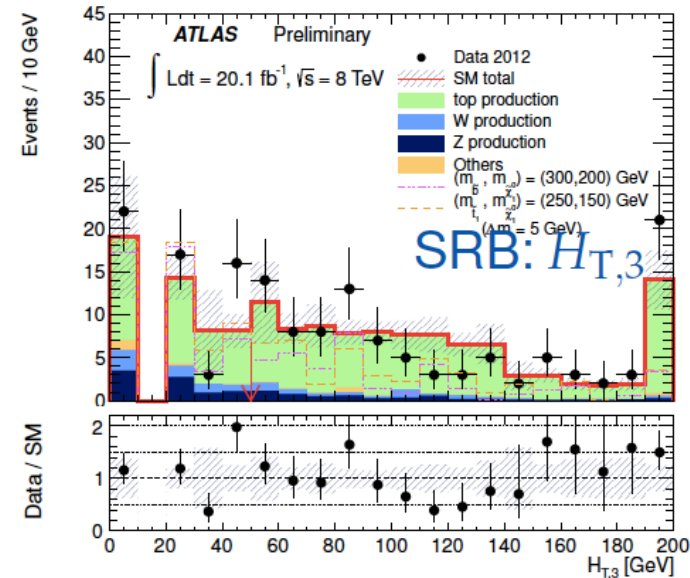 ATLAS Preliminary
∫ Ldt = 20.1 fb⁻¹, √s = 8 TeV
Data 2012
SM total
top production
W production
Z production
Others
(m_b̃, m_χ̃⁰₁) = (300,200) GeV
(m_t̃₁, m_χ̃⁰₁) = (250,150) GeV
(Δm = 5 GeV)
SRB: H_T,3
Events / 10 GeV
45
40
35
30
25
20
15
10
5
0
Data / SM
2
1
0
0 20 40 60 80 100 120 140 160 180 200
H_T,3 [GeV]